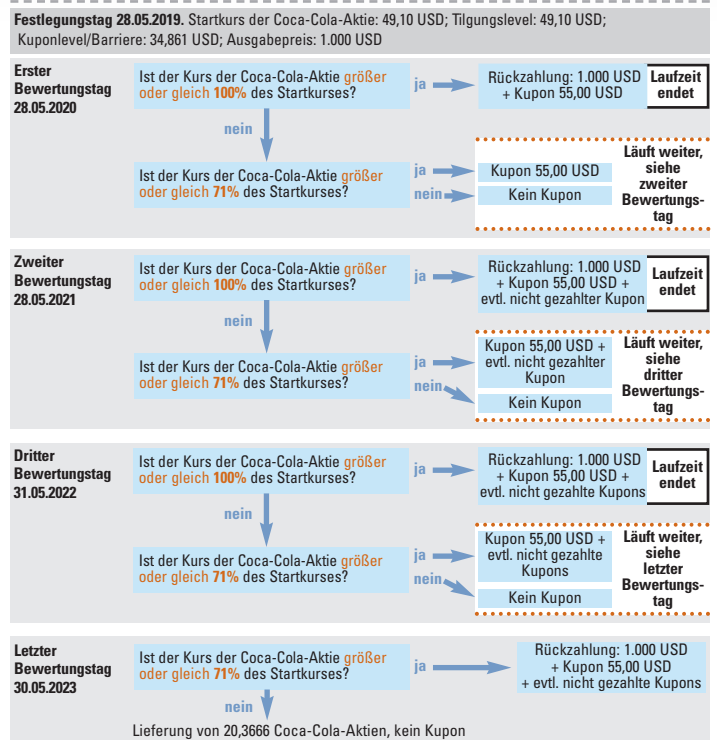 Festlegungstag 28.05.2019. Startkurs der Coca-Cola-Aktie: 49,10 USD; Tilgungslevel: 49,10 USD;
Kuponlevel/Barriere: 34,861 USD; Ausgabepreis: 1.000 USD
Erster
Bewertungstag
28.05.2020
Ist der Kurs der Coca-Cola-Aktie größer
oder gleich 100% des Startkurses?
ja
Rückzahlung: 1.000 USD
+ Kupon 55,00 USD
Laufzeit
endet
nein
Ist der Kurs der Coca-Cola-Aktie größer
oder gleich 71% des Startkurses?
ja
Kupon 55,00 USD
nein
Kein Kupon
Läuft weiter,
siehe
zweiter
Bewertungs-
tag
Zweiter
Bewertungstag
28.05.2021
Ist der Kurs der Coca-Cola-Aktie größer
oder gleich 100% des Startkurses?
ja
Rückzahlung: 1.000 USD
+ Kupon 55,00 USD +
evtl. nicht gezahlter Kupon
Laufzeit
endet
nein
Ist der Kurs der Coca-Cola-Aktie größer
oder gleich 71% des Startkurses?
ja
Kupon 55,00 USD +
evtl. nicht gezahlter
Kupon
nein
Kein Kupon
Läuft weiter,
siehe
dritter
Bewertungs-
tag
Dritter
Bewertungstag
31.05.2022
Ist der Kurs der Coca-Cola-Aktie größer
oder gleich 100% des Startkurses?
ja
Rückzahlung: 1.000 USD
+ Kupon 55,00 USD +
evtl. nicht gezahlte Kupons
Laufzeit
endet
nein
Ist der Kurs der Coca-Cola-Aktie größer
oder gleich 71% des Startkurses?
ja
Kupon 55,00 USD +
evtl. nicht gezahlte
Kupons
nein
Kein Kupon
Läuft weiter,
siehe
letzter
Bewertungs-
tag
Letzter
Bewertungstag
30.05.2023
Ist der Kurs der Coca-Cola-Aktie größer
oder gleich 71% des Startkurses?
ja
Rückzahlung: 1.000 USD
+ Kupon 55,00 USD
+ evtl. nicht gezahlte Kupons
nein
Lieferung von 20,3666 Coca-Cola-Aktien, kein Kupon